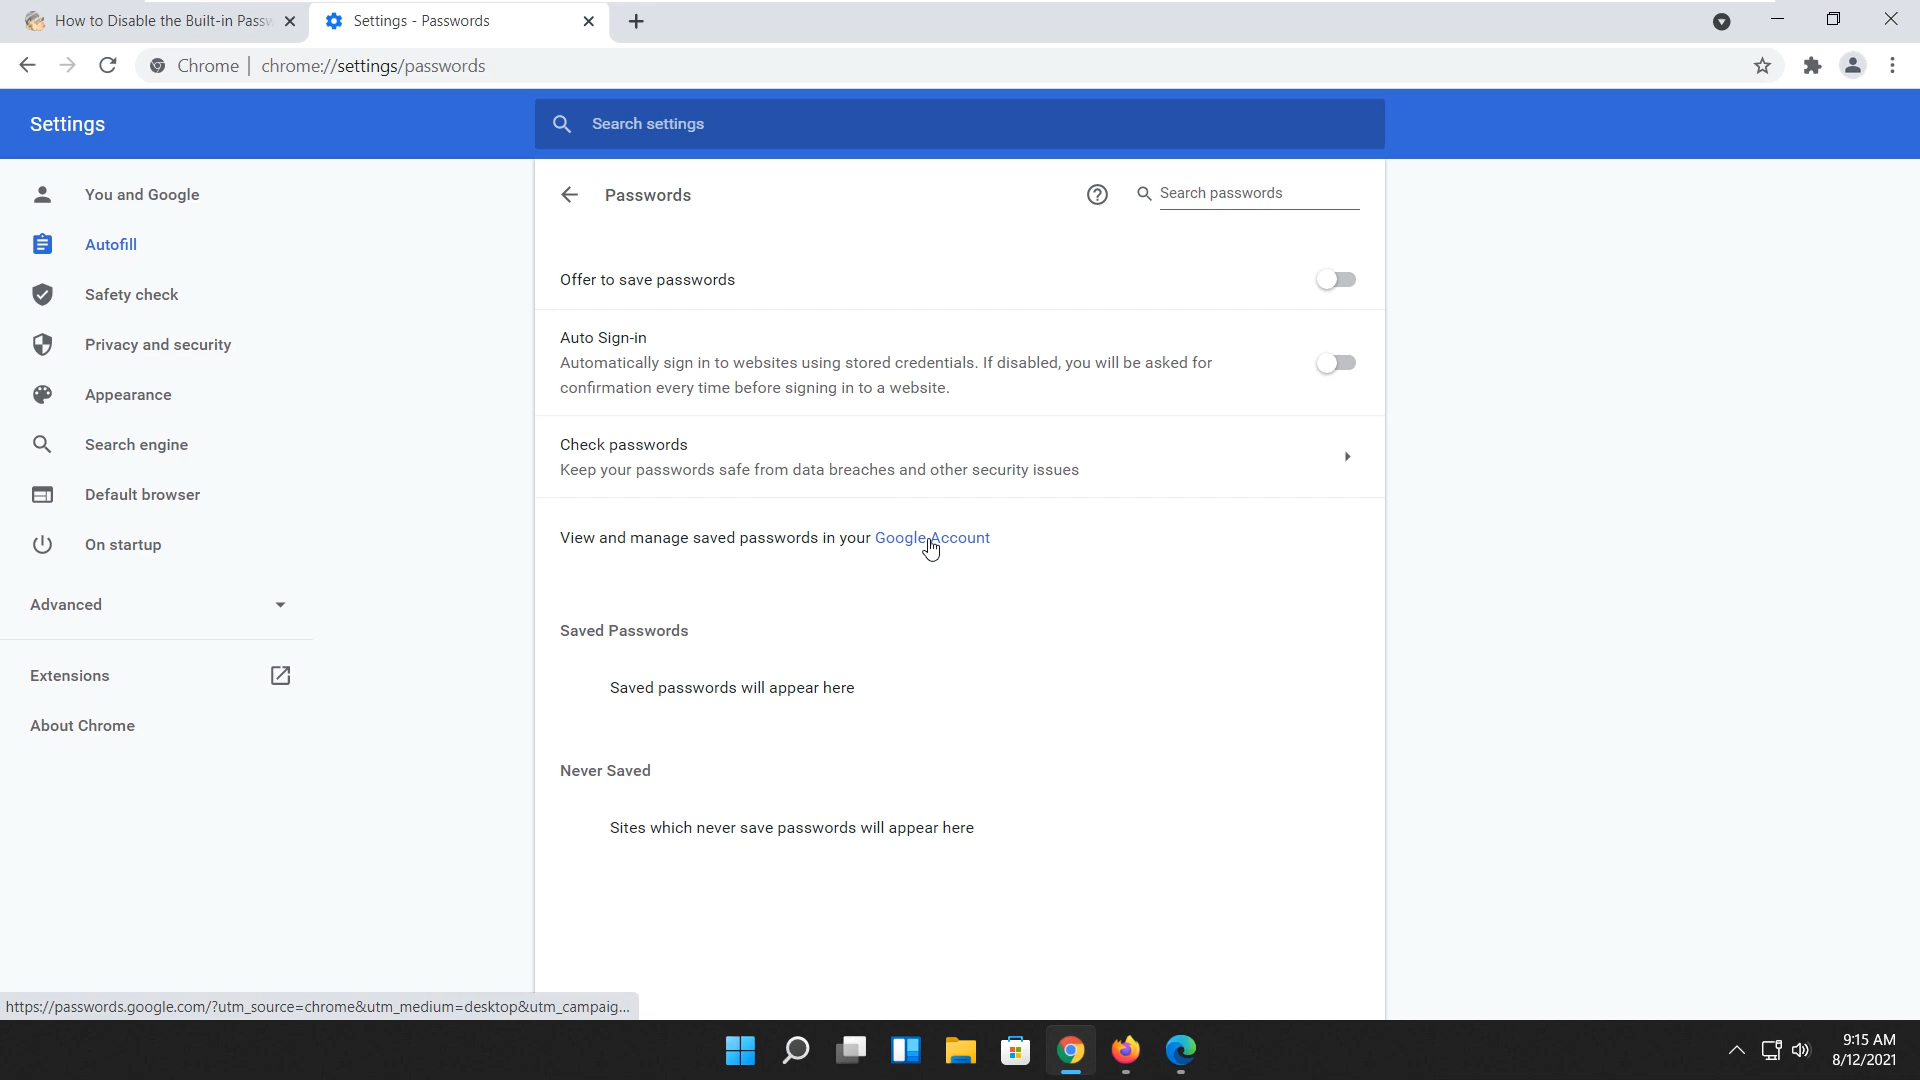 How to Disable the Built-in Passw
Settings - Passwords
Chrome | chrome://settings/passwords
Settings
Search settings
You and Google
Autofill
Safety check
Privacy and security
Appearance
Search engine
Default browser
On startup
Advanced
Extensions
About Chrome
Passwords
Search passwords
Offer to save passwords
Auto Sign-in
Automatically sign in to websites using stored credentials. If disabled, you will be asked for
confirmation every time before signing in to a website.
Check passwords
Keep your passwords safe from data breaches and other security issues
View and manage saved passwords in your Google Account
Saved Passwords
Saved passwords will appear here
Never Saved
Sites which never save passwords will appear here
https://passwords.google.com/?utm_source=chrome&utm_medium=desktop&utm_campaig...
9:15 AM
8/12/2021